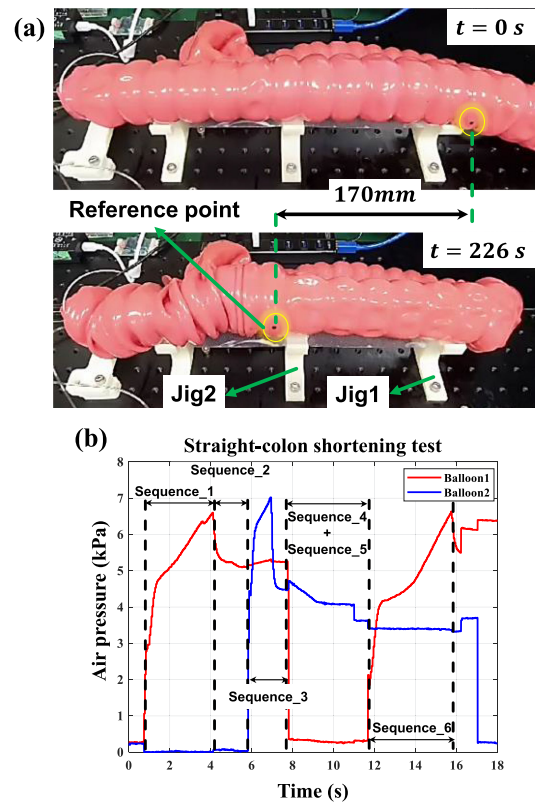 (a)
t = 0 s
170mm
Reference point
t = 226 s
Jig2
Jig1
(b)
Straight-colon shortening test
Sequence_2
Sequence_1
Balloon1
Balloon2
Sequence_4
+
Sequence_5
Sequence_3
Sequence_6
Air pressure (kPa)
8
7
6
5
4
3
2
1
0
0 2 4 6 8 10 12 14 16 18
Time (s)